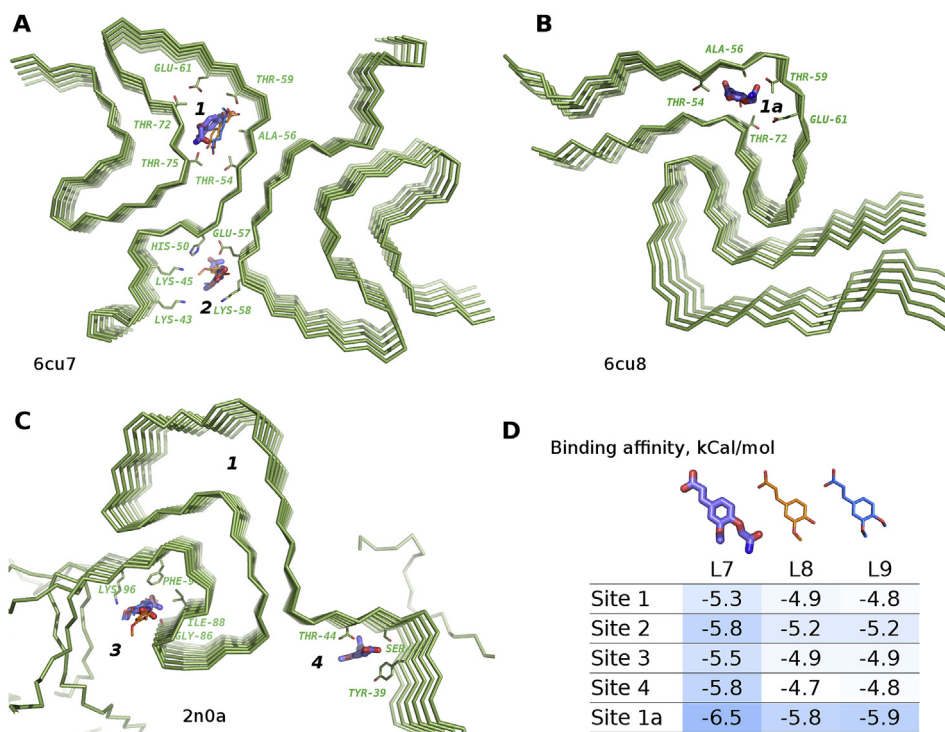 A
GLU-61
THR-59
1
THR-72
ALA-56
THR-75
THR-54
HIS-50
GLU-57
LYS-45
LYS-43
2
LYS-58
6cu7
B
ALA-56
THR-59
THR-54
1a
GLU-61
THR-72
6cu8
C
1
LYS-96
PHE-9
ILE-88
GLY-86
3
THR-44
SER
4
TYR-39
2n0a
D
Binding affinity, kCal/mol
L7 L8 L9
Site 1 -5.3 -4.9 -4.8
Site 2 -5.8 -5.2 -5.2
Site 3 -5.5 -4.9 -4.9
Site 4 -5.8 -4.7 -4.8
Site 1a -6.5 -5.8 -5.9